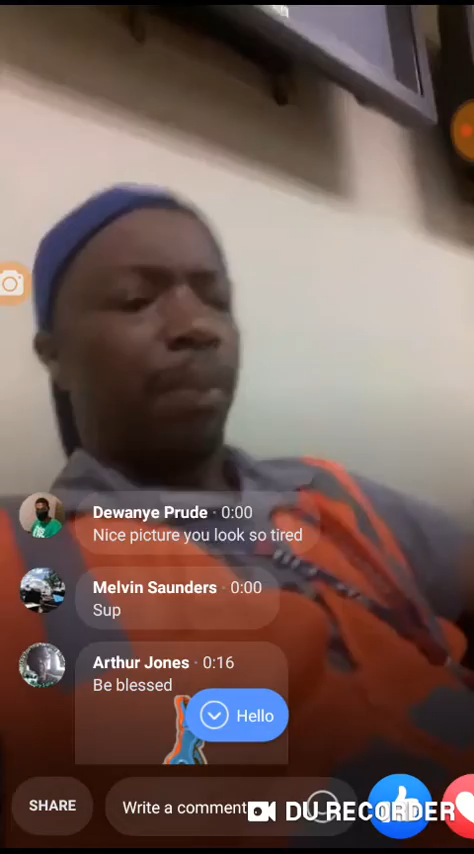 Dewanye Prude · 0:00
Nice picture you look so tired
Melvin Saunders · 0:00
Sup
Arthur Jones · 0:16
Be blessed
Hello
SHARE
Write a comment
DU RECORDER